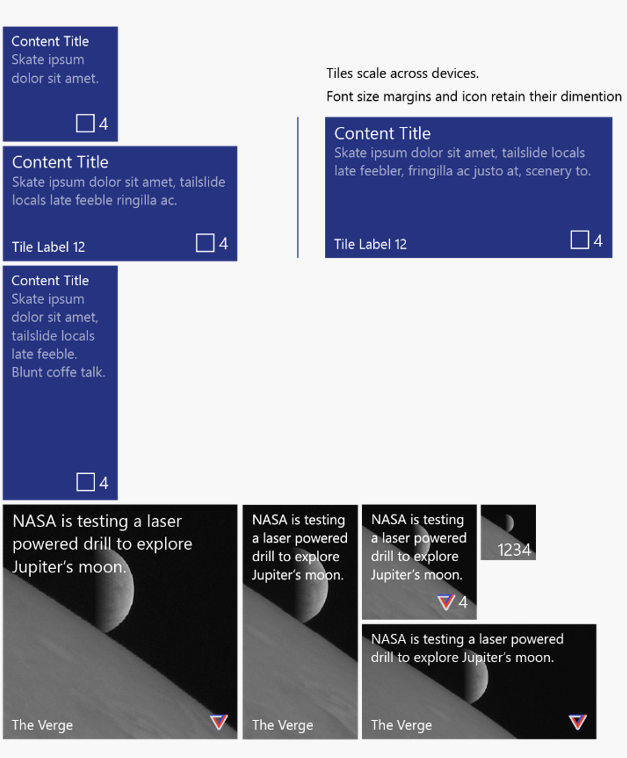 Content Title
Skate ipsum
dolor sit amet.
4
Tiles scale across devices.
Font size margins and icon retain their dimention
Content Title
Skate ipsum dolor sit amet, tailslide
locals late feeble ringilla ac.
Tile Label 12
4
Content Title
Skate ipsum dolor sit amet, tailslide locals
late feebler, fringilla ac justo at, scenery to.
Tile Label 12
4
Content Title
Skate ipsum
dolor sit amet,
tailslide locals
late feeble.
Blunt coffe talk.
4
NASA is testing a laser
powered drill to explore
Jupiter's moon.
The Verge
NASA is testing
a laser powered
drill to explore
Jupiter's moon.
The Verge
NASA is testing
a laser powered
drill to explore
Jupiter's moon.
4
1234
NASA is testing a laser powered
drill to explore Jupiter's moon.
The Verge